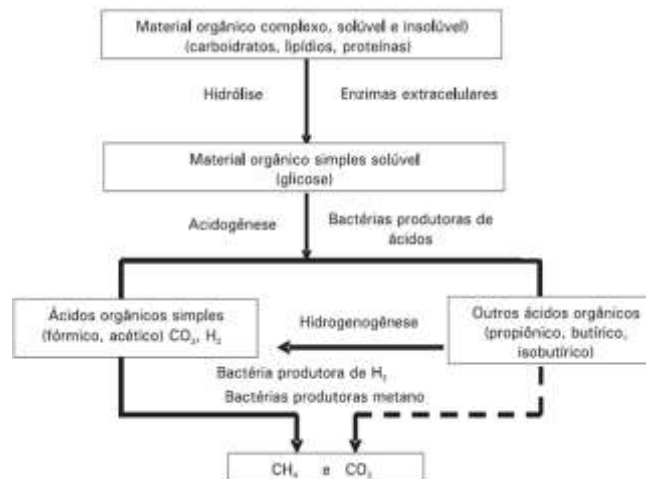 Material orgânico complexo, solúvel e insolúvel)
(carboidratos, lipídios, proteínas)
Hidrólise
Enzimas extracelulares
Material orgânico simples solúvel
(glicose)
Acidogênese
Bactérias produtoras de
ácidos
Ácidos orgânicos simples
(fórmico, acético) CO₂, H₂
Hidrogenogênese
Outros ácidos orgânicos
(propiônico, butírico,
isobutírico)
Bactéria produtora de H₂
Bactérias produtoras metano
CH₄ e CO₂